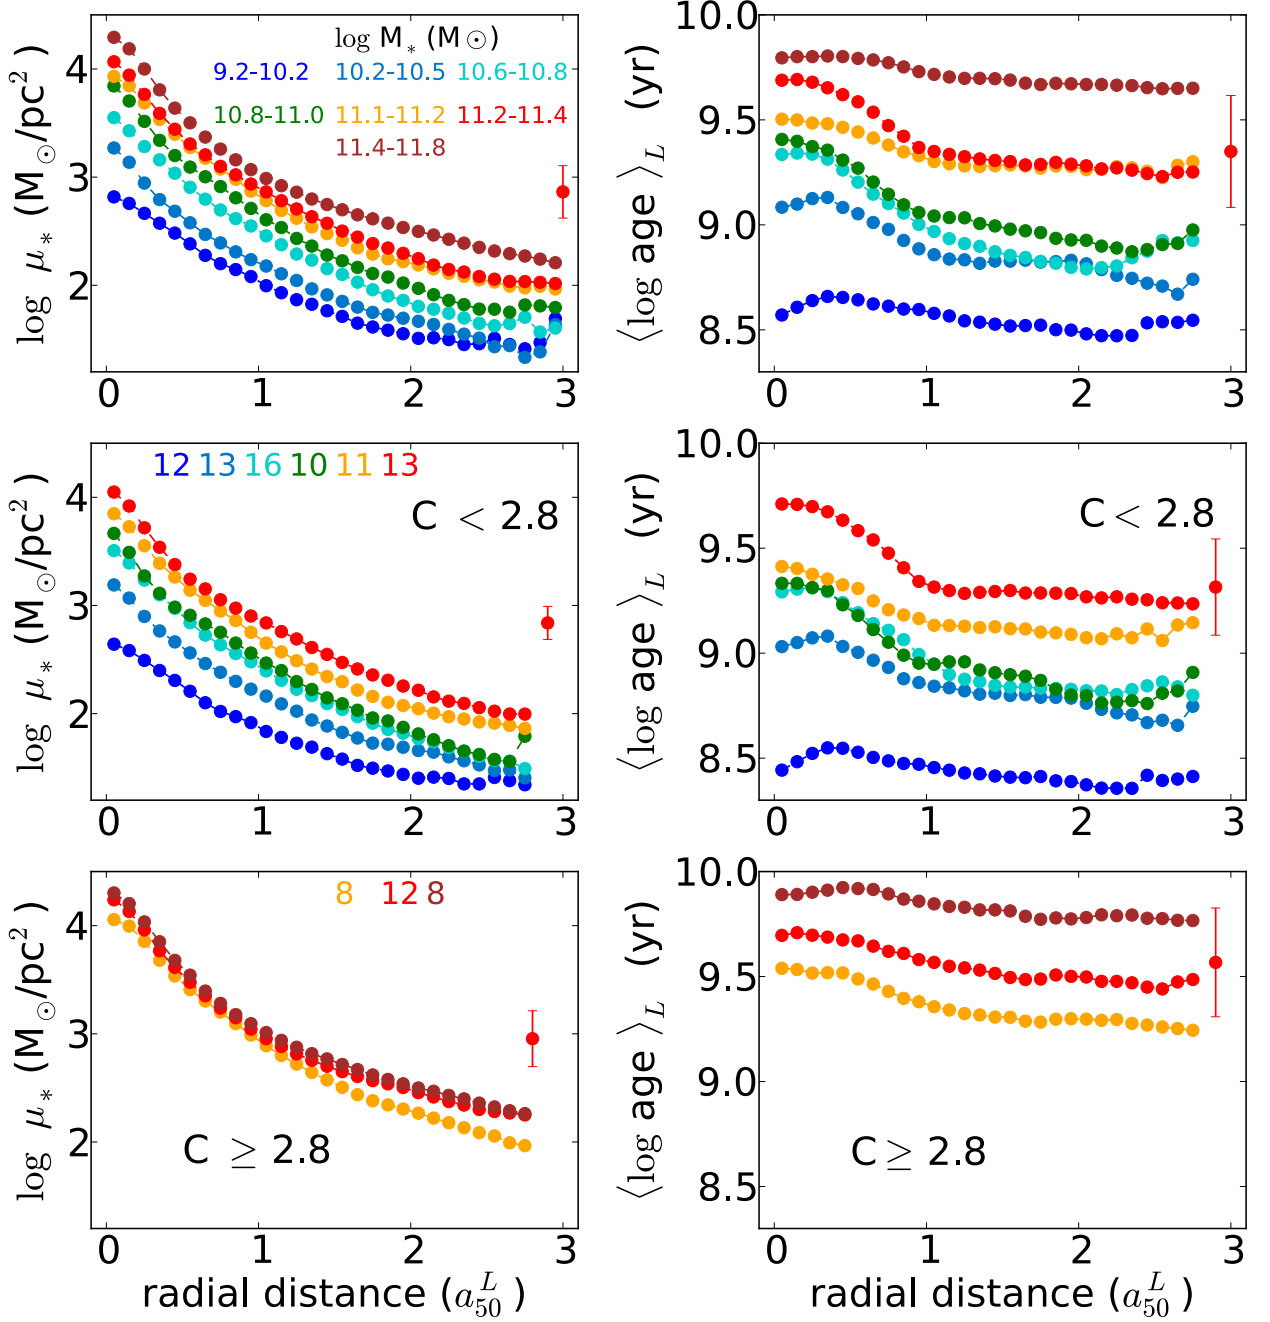 log μ* (M⊙/pc²)
4
3
2
log M* (M⊙)
9.2-10.2 10.2-10.5 10.6-10.8
10.8-11.0 11.1-11.2 11.2-11.4
11.4-11.8
0 1 2 3
⟨log age⟩L (yr)
10.0
9.5
9.0
8.5
0 1 2 3
log μ* (M⊙/pc²)
4
3
2
12 13 16 10 11 13
C < 2.8
0 1 2 3
⟨log age⟩L (yr)
10.0
9.5
9.0
8.5
C < 2.8
0 1 2 3
log μ* (M⊙/pc²)
4
3
2
8 12 8
C ≥ 2.8
0 1 2 3
radial distance (a50^L)
⟨log age⟩L (yr)
10.0
9.5
9.0
8.5
C ≥ 2.8
0 1 2 3
radial distance (a50^L)